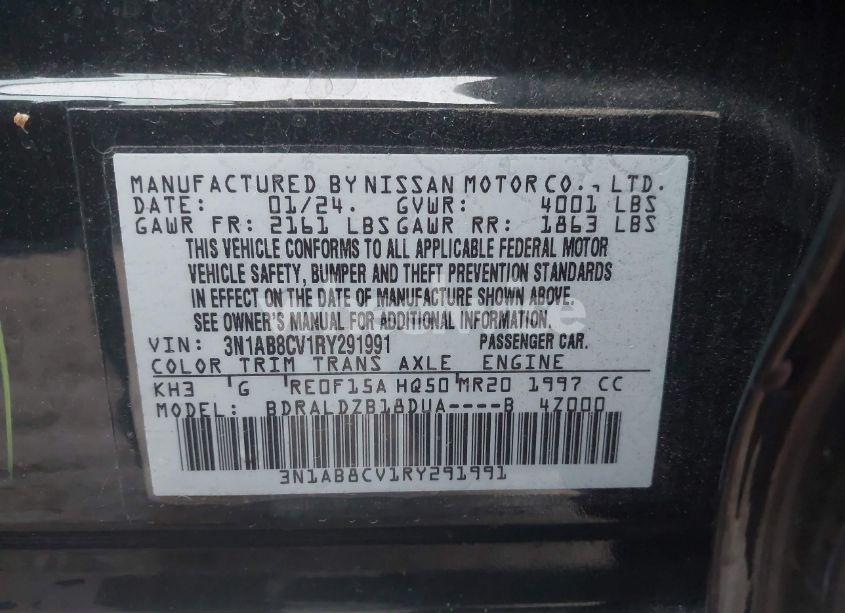 MANUFACTURED BY NISSAN MOTOR CO., LTD.
DATE: 01/24. GVWR: 4001 LBS
GAWR FR: 2161 LBS GAWR RR: 1863 LBS
THIS VEHICLE CONFORMS TO ALL APPLICABLE FEDERAL MOTOR
VEHICLE SAFETY, BUMPER AND THEFT PREVENTION STANDARDS
IN EFFECT ON THE DATE OF MANUFACTURE SHOWN ABOVE.
SEE OWNER'S MANUAL FOR ADDITIONAL INFORMATION.
VIN: 3N1AB8CV1RY291991 PASSENGER CAR.
COLOR TRIM TRANS AXLE ENGINE
KH3 G RE0F15A HQ50 MR20 1997 CC
MODEL: BDRALDZB18DUA----B 4Z000
3N1AB8CV1RY291991